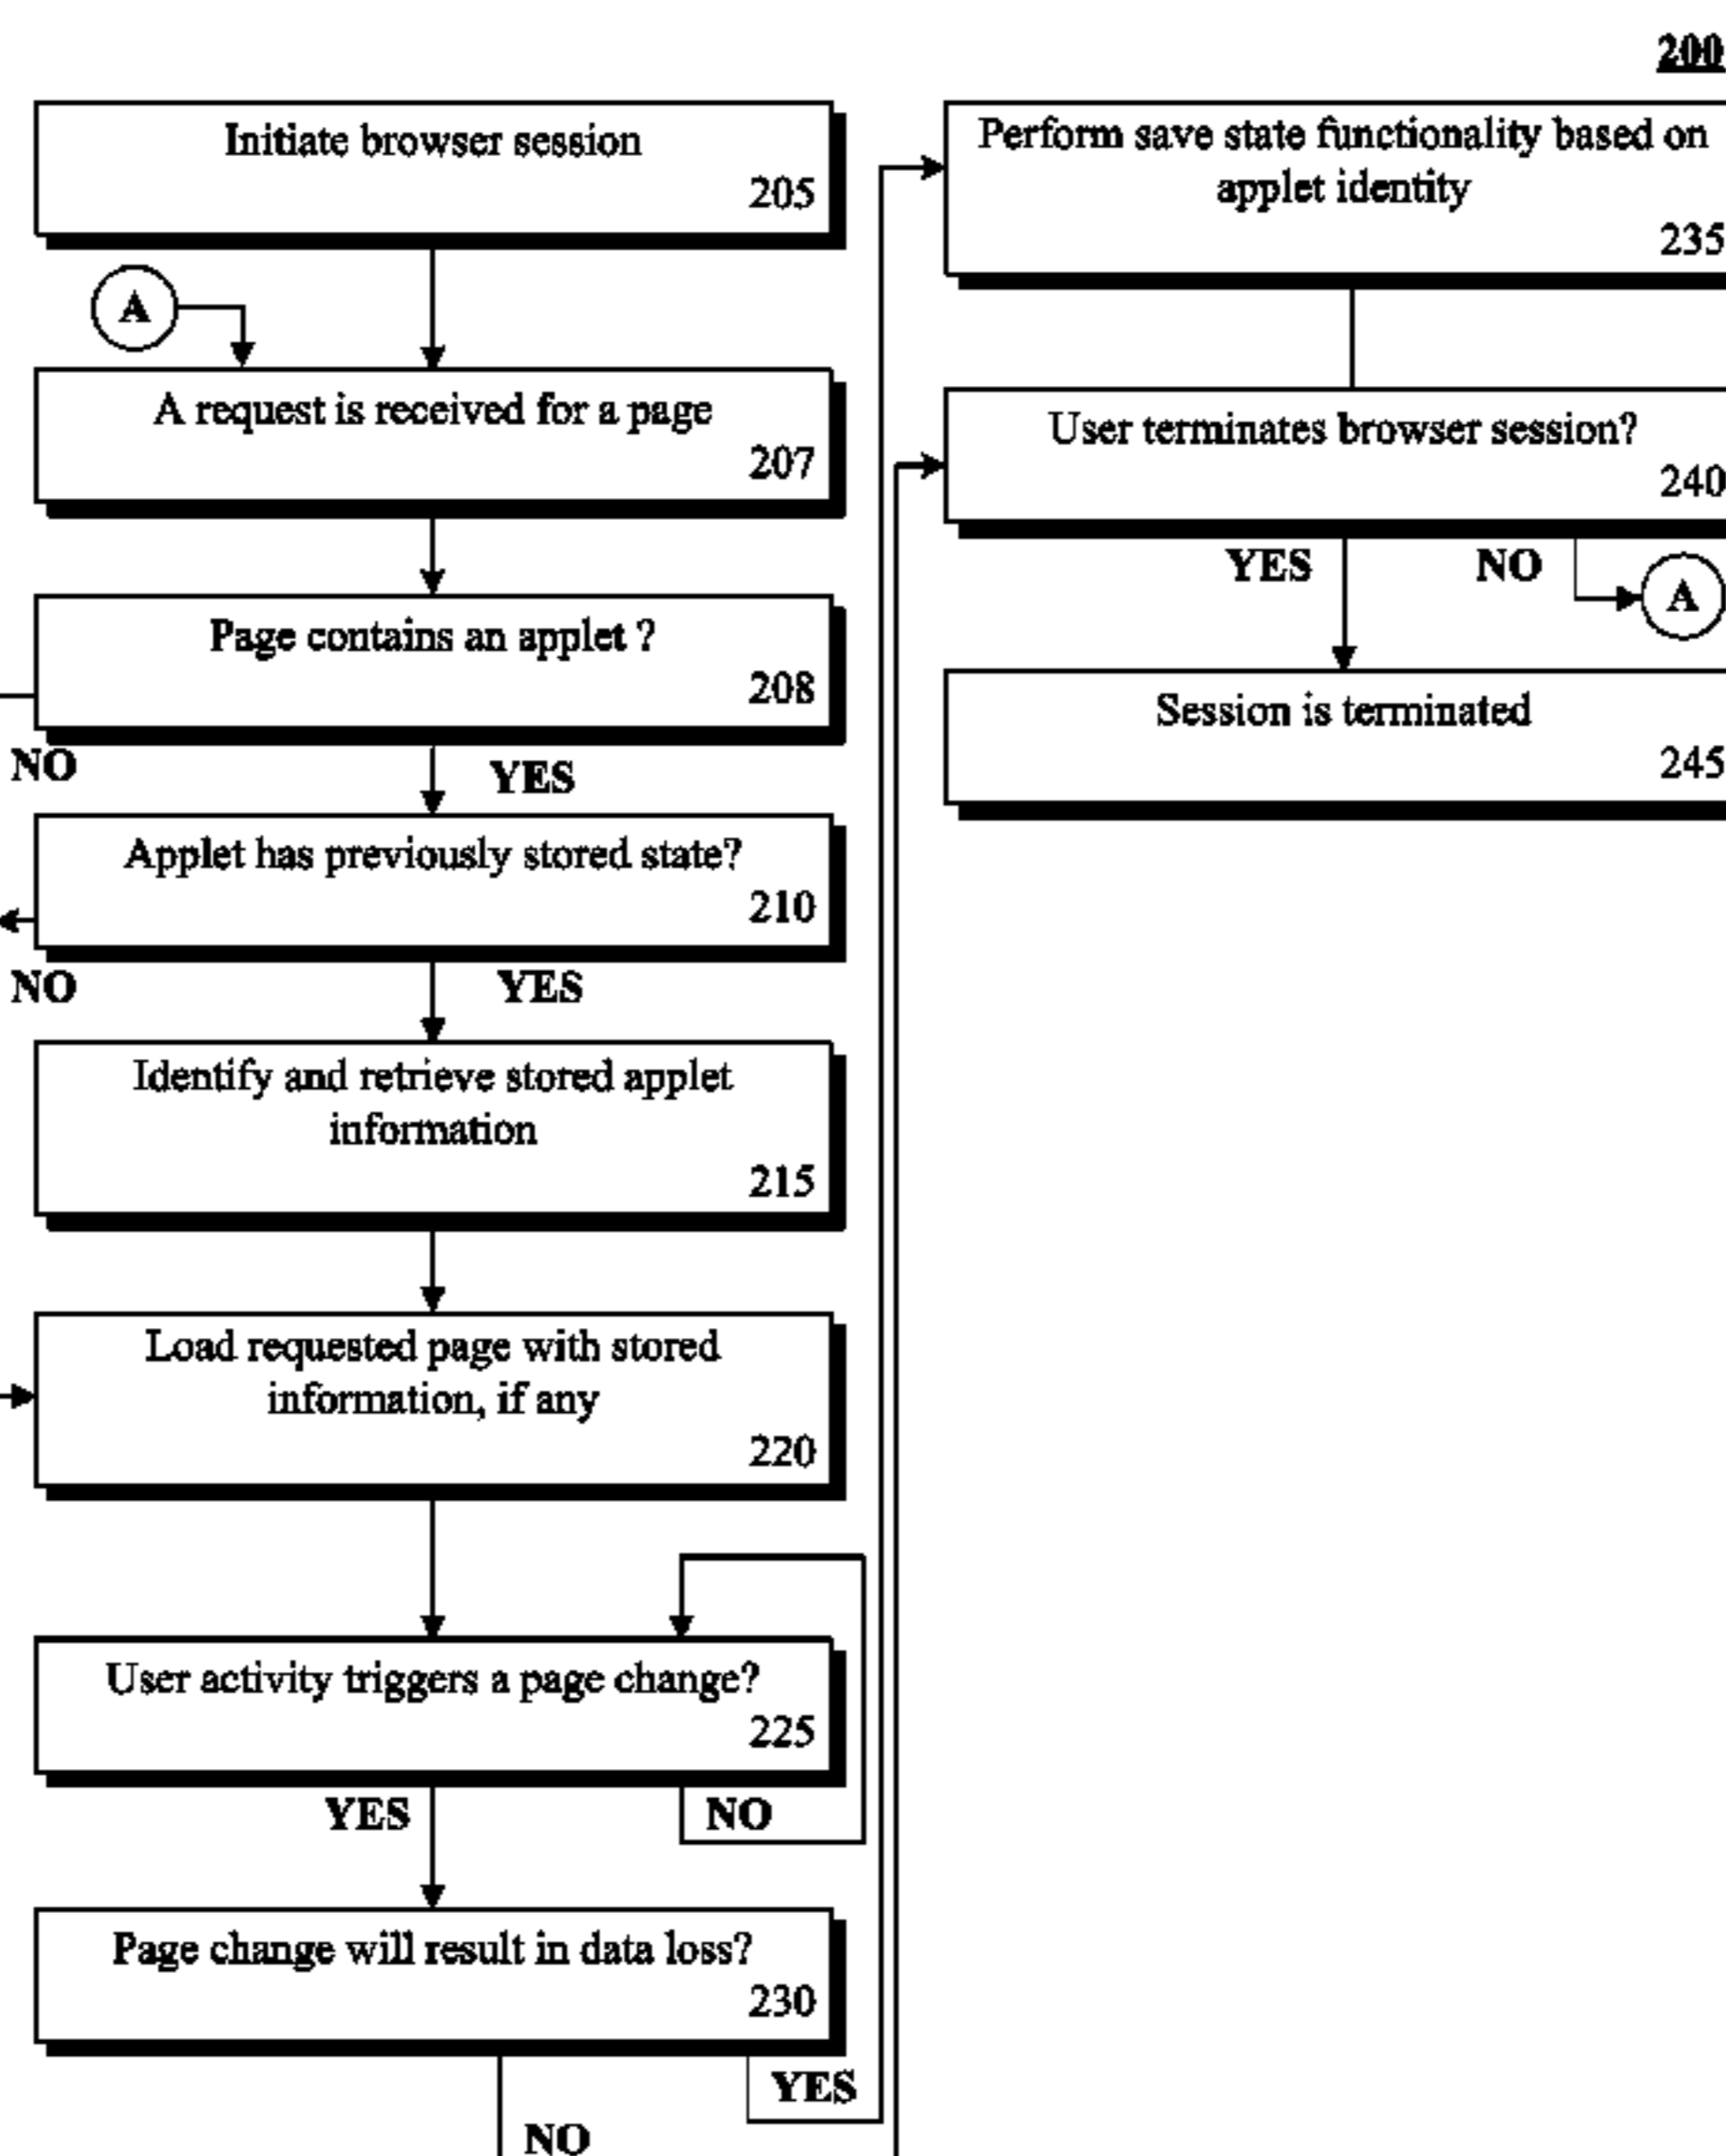 200
Initiate browser session
205
A
A request is received for a page
207
Page contains an applet ?
208
NO
YES
Applet has previously stored state?
210
NO
YES
Identify and retrieve stored applet
information
215
Load requested page with stored
information, if any
220
User activity triggers a page change?
225
YES
NO
Page change will result in data loss?
230
YES
NO
Perform save state functionality based on
applet identity
235
User terminates browser session?
240
YES
NO
A
Session is terminated
245